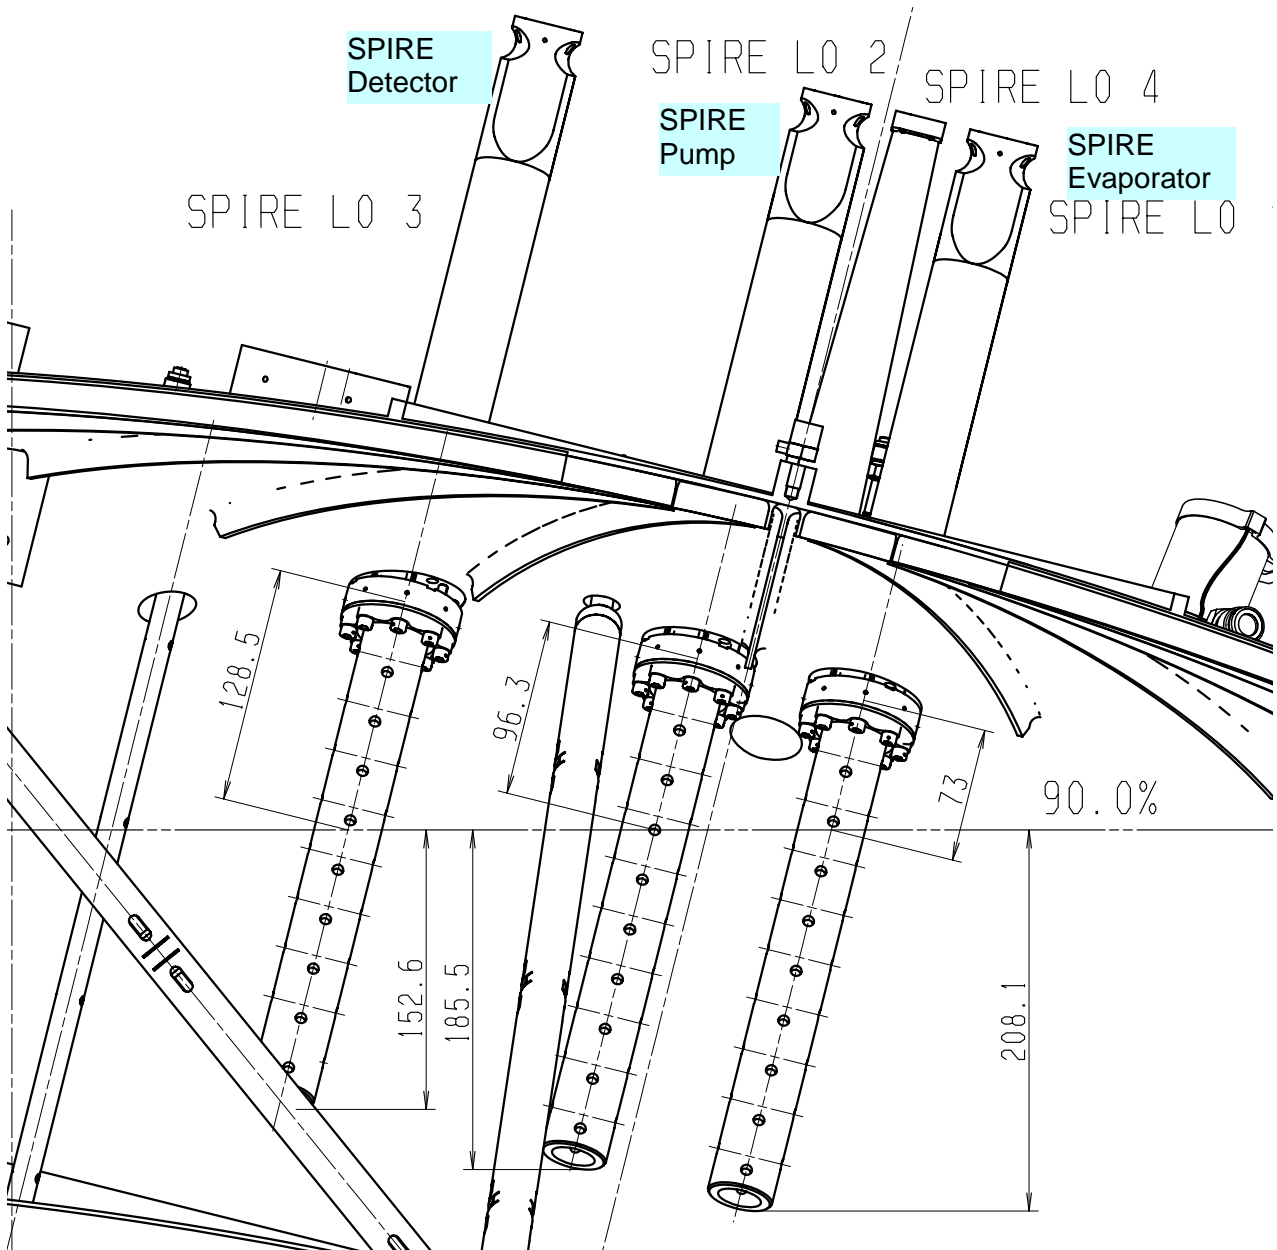 SPIRE
Detector
SPIRE LO 2
SPIRE LO 4
SPIRE
Pump
SPIRE
Evaporator
SPIRE LO 3
SPIRE LO
128.5
96.3
73
90.0%
152.6
185.5
208.1